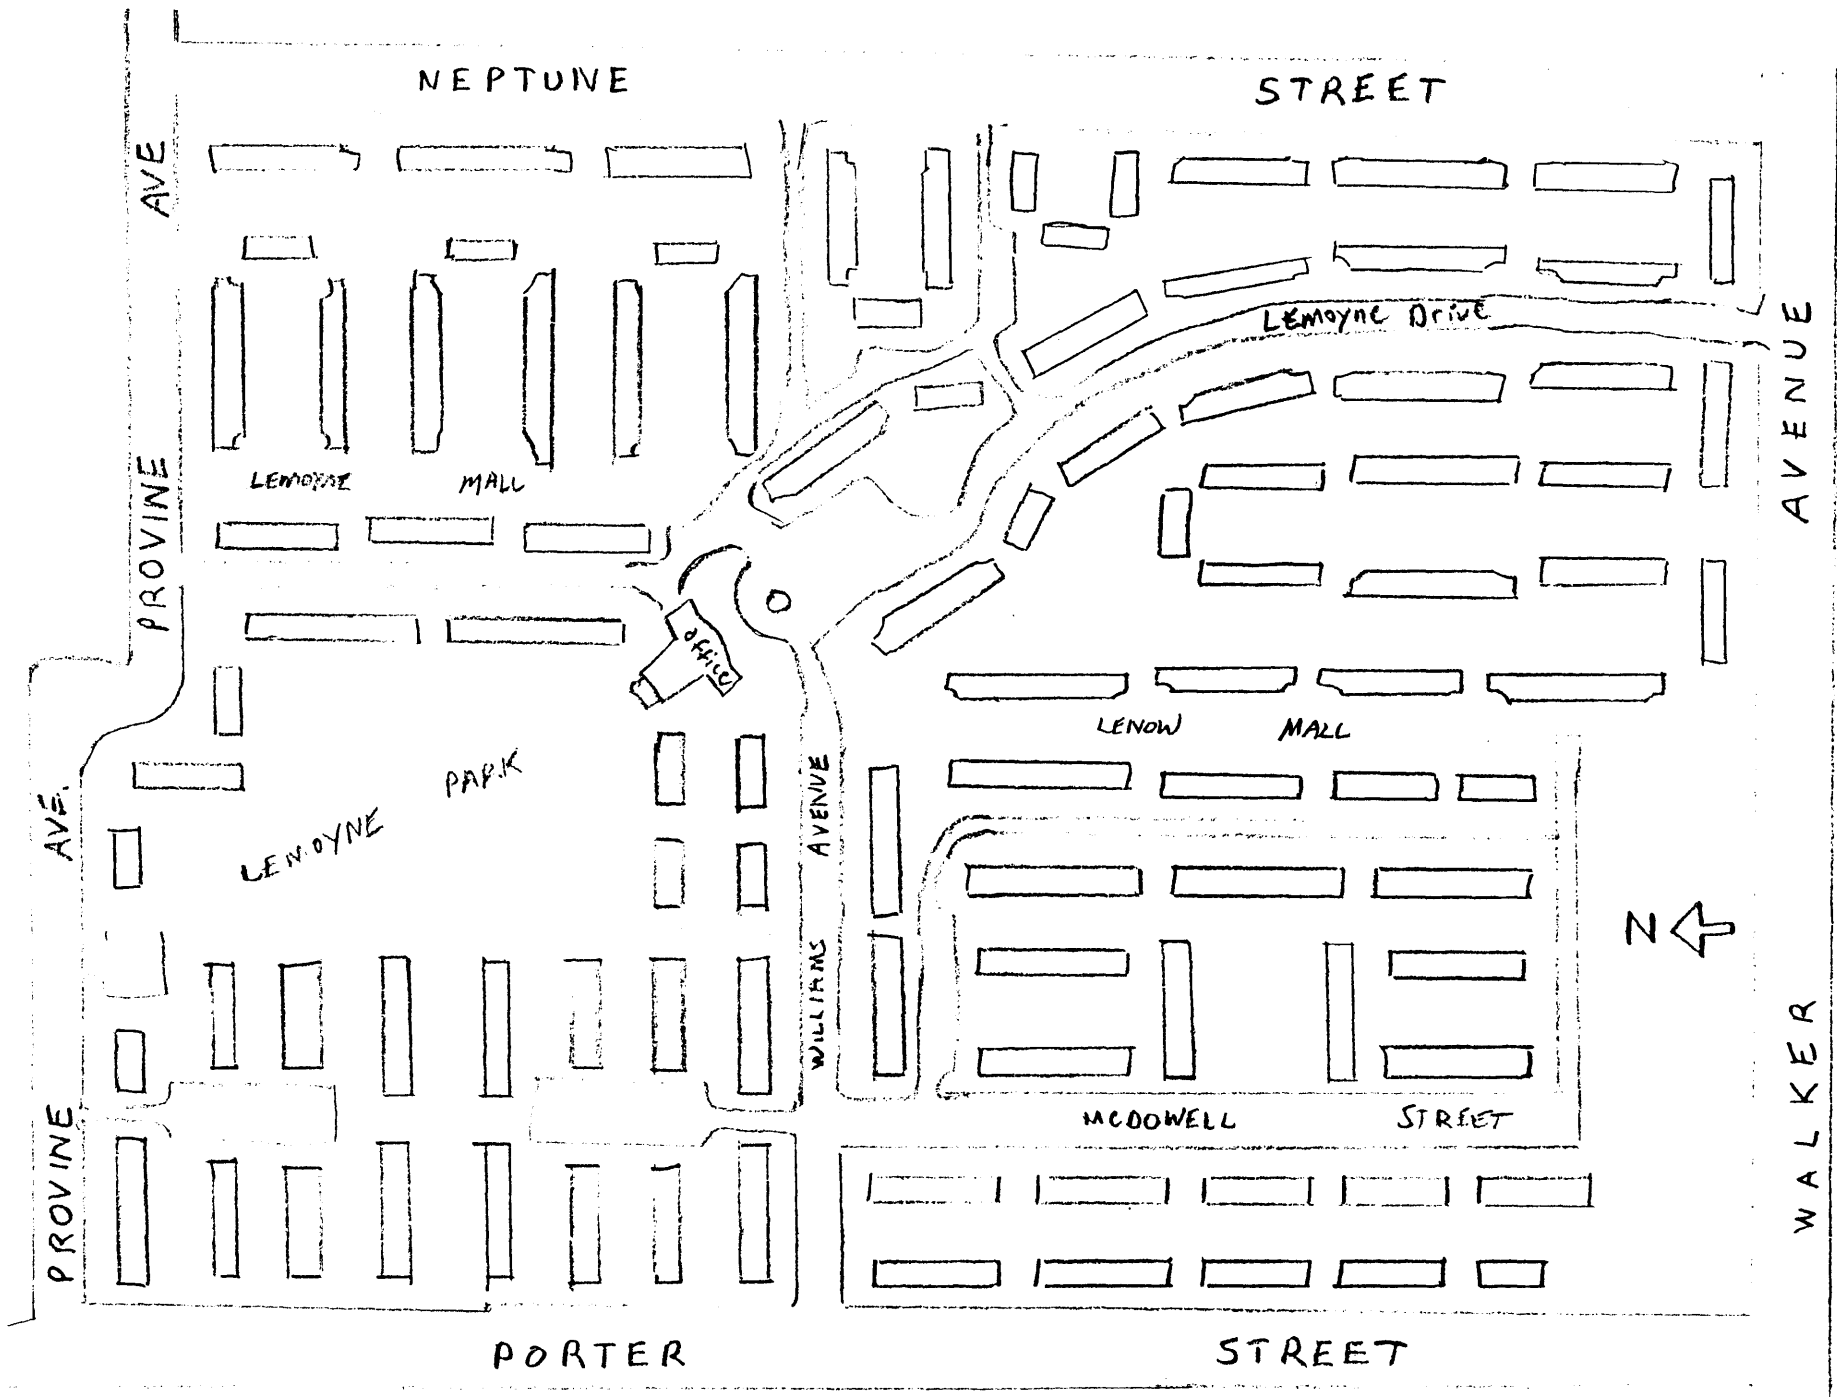 NEPTUNE STREET
AVE
LEMOYNE Drive
AVENUE
PROVINE
LEMOYNE MALL
office
LENOW MALL
AVE.
LEMOYNE PARK
WILLIAMS AVENUE
N
PROVINE
MCDOWELL STREET
WALKER
PORTER STREET